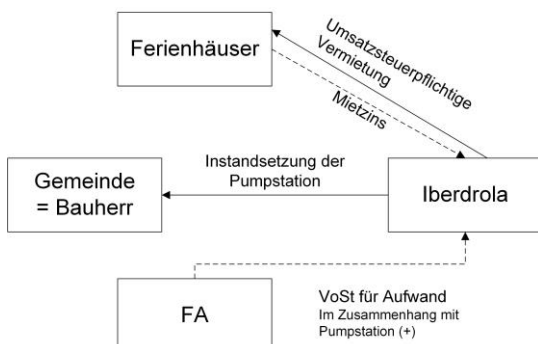 Ferienhäuser
Umsatzsteuerpflichtige
Vermietung
Mietzins
Instandsetzung der
Pumpstation
Gemeinde
= Bauherr
Iberdrola
FA
VoSt für Aufwand
Im Zusammenhang mit
Pumpstation (+)